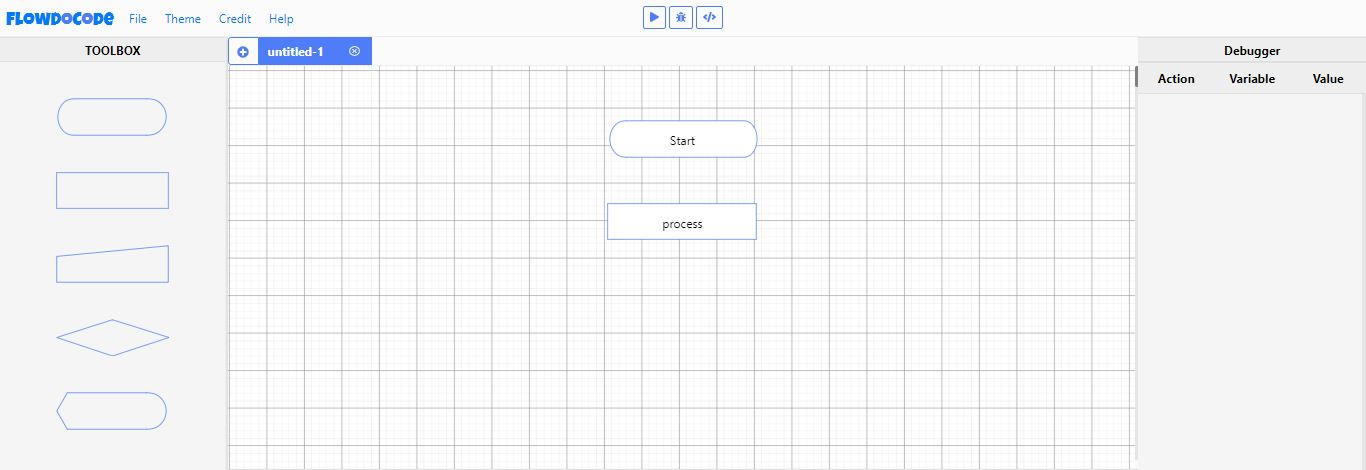 FLOWDOCODE File Theme Credit Help
TOOLBOX
untitled-1
Start
process
Debugger
Action Variable Value